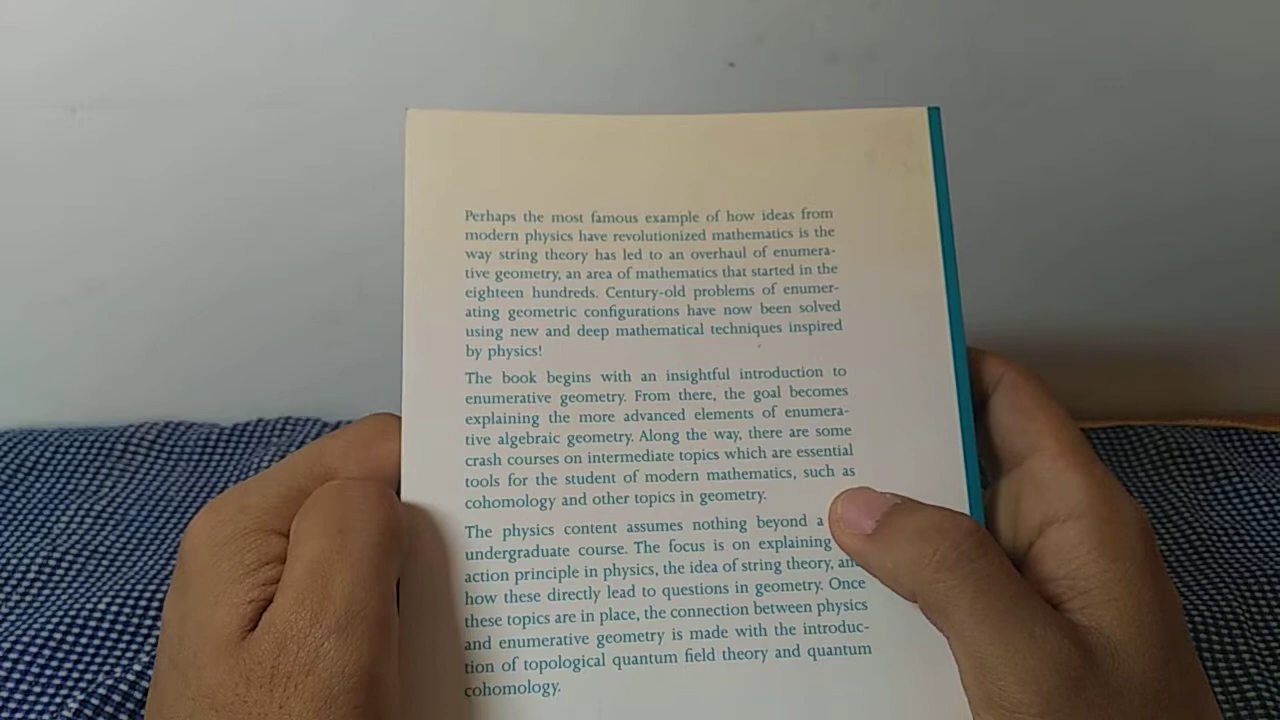 Perhaps the most famous example of how ideas from
modern physics have revolutionized mathematics is the
way string theory has led to an overhaul of enumera-
tive geometry, an area of mathematics that started in the
eighteen hundreds. Century-old problems of enumer-
ating geometric configurations have now been solved
using new and deep mathematical techniques inspired
by physics!
The book begins with an insightful introduction to
enumerative geometry. From there, the goal becomes
explaining the more advanced elements of enumera-
tive algebraic geometry. Along the way, there are some
crash courses on intermediate topics which are essential
tools for the student of modern mathematics, such as
cohomology and other topics in geometry.
The physics content assumes nothing beyond a
undergraduate course. The focus is on explaining
action principle in physics, the idea of string theory,
how these directly lead to questions in geometry. Once
these topics are in place, the connection between physics
and enumerative geometry is made with the introduc-
tion of topological quantum field theory and quantum
cohomology.